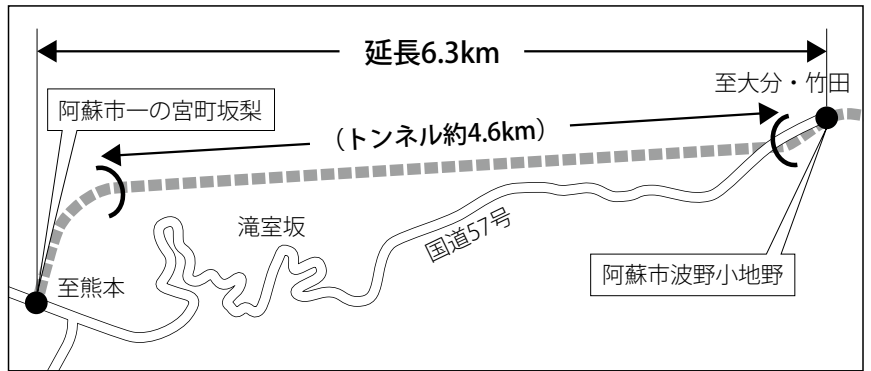 延長6.3km
至大分・竹田
阿蘇市一の宮町坂梨
（トンネル約4.6km）
滝室坂
国道57号
至熊本
阿蘇市波野小地野